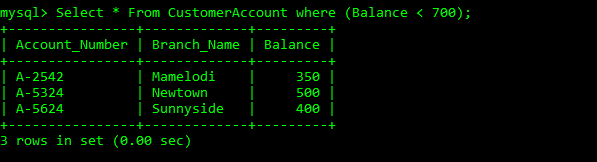 mysql> Select * From CustomerAccount where (Balance < 700);
+----------------+-------------+---------+
| Account_Number | Branch_Name | Balance |
+----------------+-------------+---------+
| A-2542         | Mamelodi    |     350 |
| A-5324         | Newtown     |     500 |
| A-5624         | Sunnyside   |     400 |
+----------------+-------------+---------+
3 rows in set (0.00 sec)